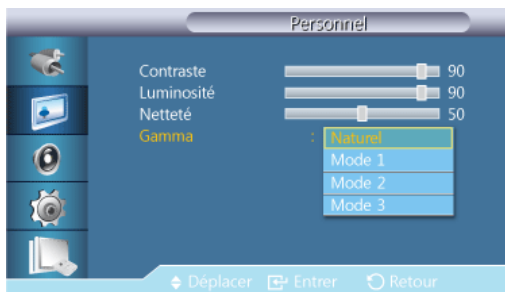 Personnel
Contraste 90
Luminosité 90
Netteté 50
Gamma : Naturel
Mode 1
Mode 2
Mode 3
Déplacer Entrer Retour